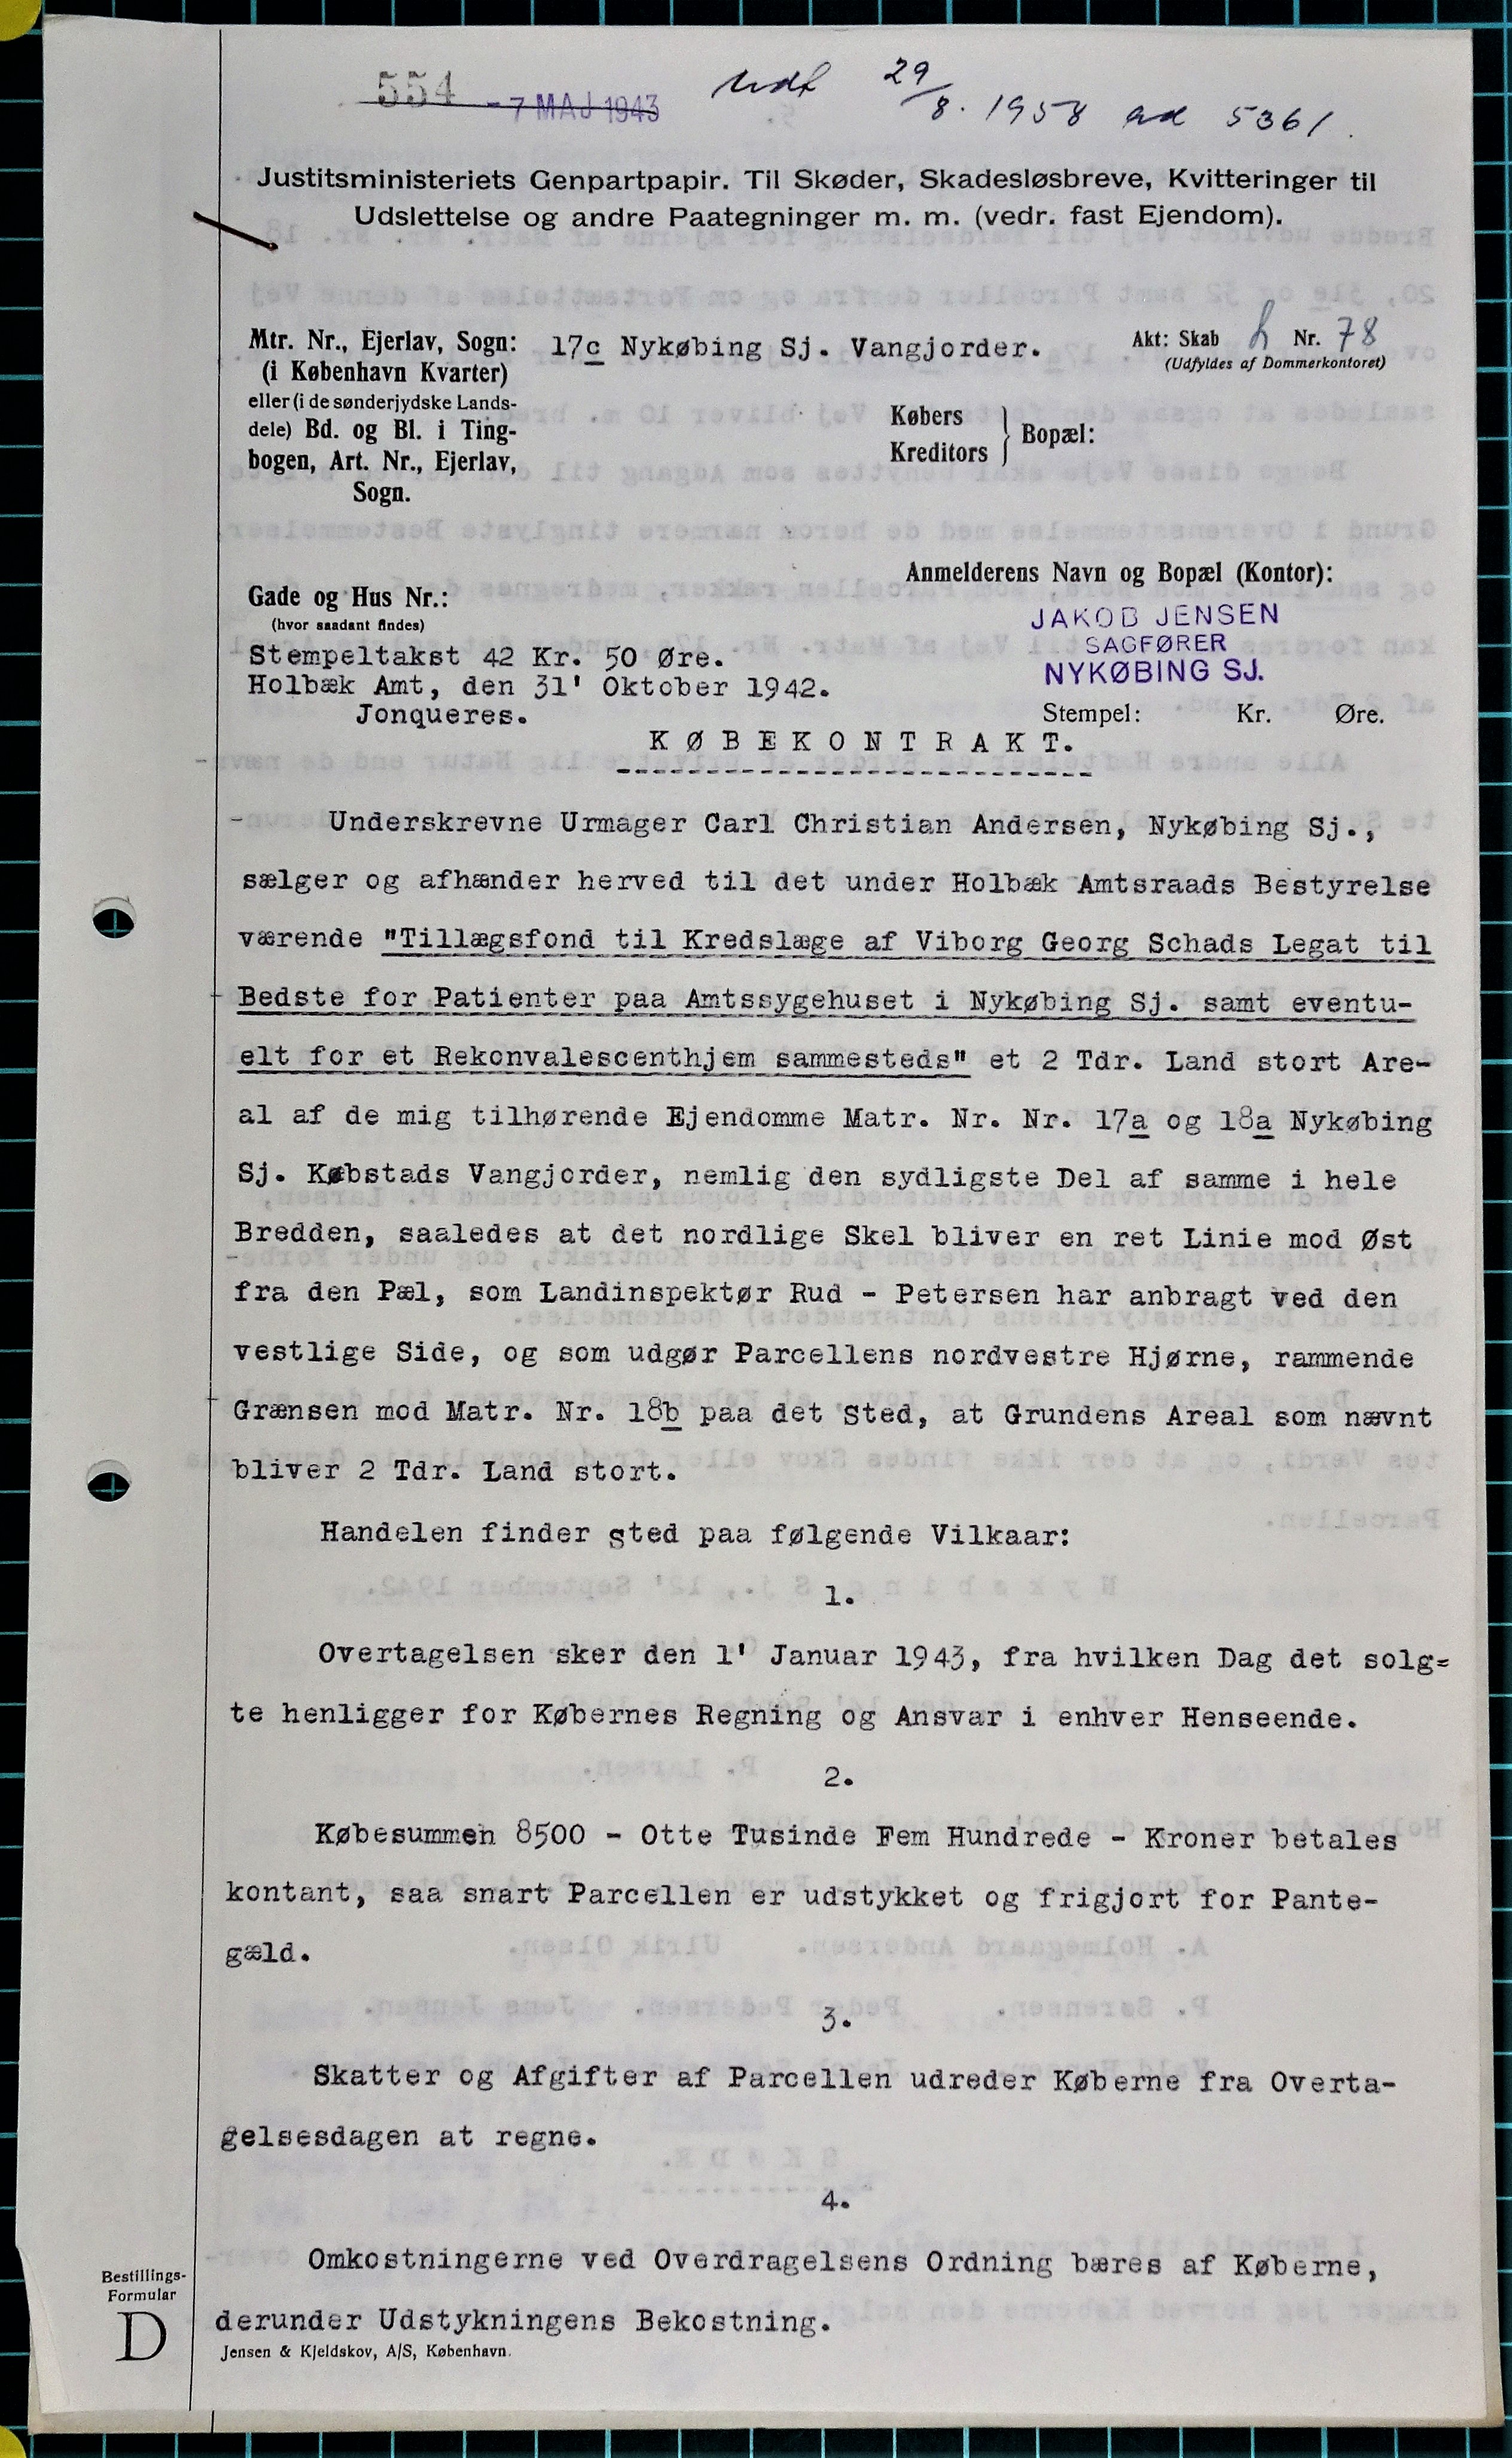 554 - 7 MAJ 1943 Udt 29/8. 1958 ad 5361.
Justitsministeriets Genpartpapir. Til Skøder, Skadesløsbreve, Kvitteringer til
Udslettelse og andre Paategninger m. m. (vedr. fast Ejendom).
Mtr. Nr., Ejerlav, Sogn: 17c Nykøbing Sj. Vangjorder. Akt: Skab h Nr. 78
(i København Kvarter) (Udfyldes af Dommerkontoret)
eller (i de sønderjydske Lands-
dele) Bd. og Bl. i Ting-
bogen, Art. Nr., Ejerlav,
Sogn.
Købers
Kreditors } Bopæl:
Anmelderens Navn og Bopæl (Kontor):
Gade og Hus Nr.:
(hvor saadant findes)
JAKOB JENSEN
SAGFØRER
NYKØBING SJ.
Stempeltakst 42 Kr. 50 Øre.
Holbæk Amt, den 31' Oktober 1942.
Jonqueres.
Stempel: Kr. Øre.
KØBEKONTRAKT.
- Underskrevne Urmager Carl Christian Andersen, Nykøbing Sj.,
sælger og afhænder herved til det under Holbæk Amtsraads Bestyrelse
værende "Tillægsfond til Kredslæge af Viborg Georg Schads Legat til
Bedste for Patienter paa Amtssygehuset i Nykøbing Sj. samt eventu-
elt for et Rekonvalescenthjem sammesteds" et 2 Tdr. Land stort Are-
al af de mig tilhørende Ejendomme Matr. Nr. Nr. 17a og 18a Nykøbing
Sj. Købstads Vangjorder, nemlig den sydligste Del af samme i hele
Bredden, saaledes at det nordlige Skel bliver en ret Linie mod Øst
fra den Pæl, som Landinspektør Rud - Petersen har anbragt ved den
vestlige Side, og som udgør Parcellens nordvestre Hjørne, rammende
Grænsen mod Matr. Nr. 18b paa det Sted, at Grundens Areal som nævnt
bliver 2 Tdr. Land stort.
Handelen finder sted paa følgende Vilkaar:
1.
Overtagelsen sker den 1' Januar 1943, fra hvilken Dag det solg=
te henligger for Købernes Regning og Ansvar i enhver Henseende.
2.
Købesummen 8500 - Otte Tusinde Fem Hundrede - Kroner betales
kontant, saa snart Parcellen er udstykket og frigjort for Pante-
gæld.
3.
Skatter og Afgifter af Parcellen udreder Køberne fra Overta-
gelsesdagen at regne.
4.
Omkostningerne ved Overdragelsens Ordning bæres af Køberne,
derunder Udstykningens Bekostning.
Bestillings-
Formular
D
Jensen & Kjeldskov, A/S, København.